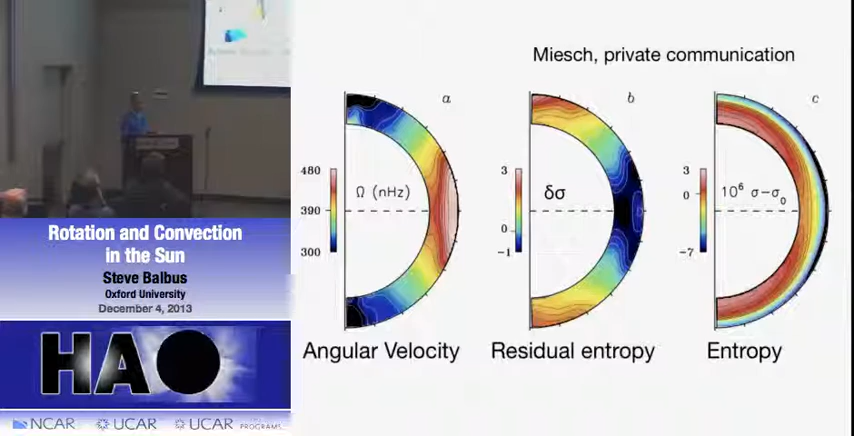 Miesch, private communication
a
b
c
480
390
300
Ω (nHz)
3
0
-1
δσ
3
0
-7
10⁶ σ-σ₀
Angular Velocity
Residual entropy
Entropy
Rotation and Convection
in the Sun
Steve Balbus
Oxford University
December 4, 2013
HAO
NCAR
UCAR
UCAR
PROGRAMS